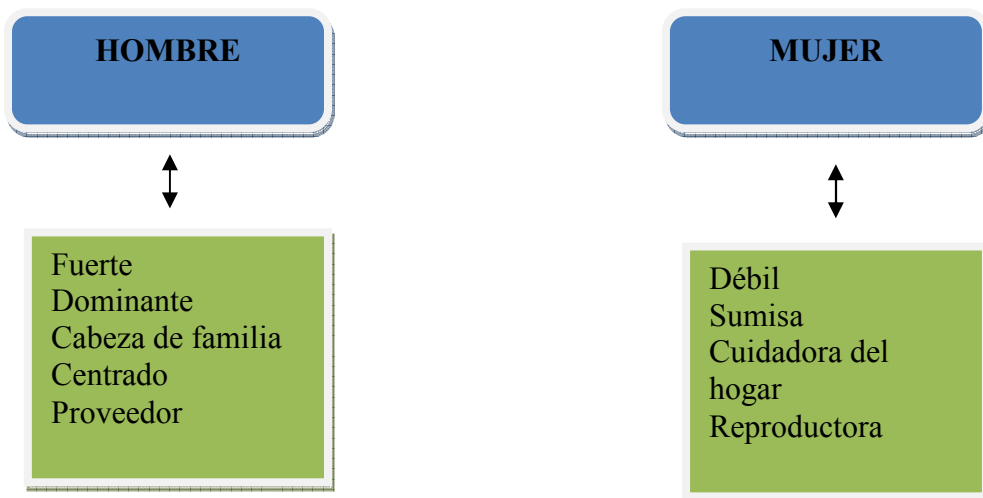 HOMBRE
MUJER
Fuerte
Dominante
Cabeza de familia
Centrado
Proveedor
Débil
Sumisa
Cuidadora del
hogar
Reproductora